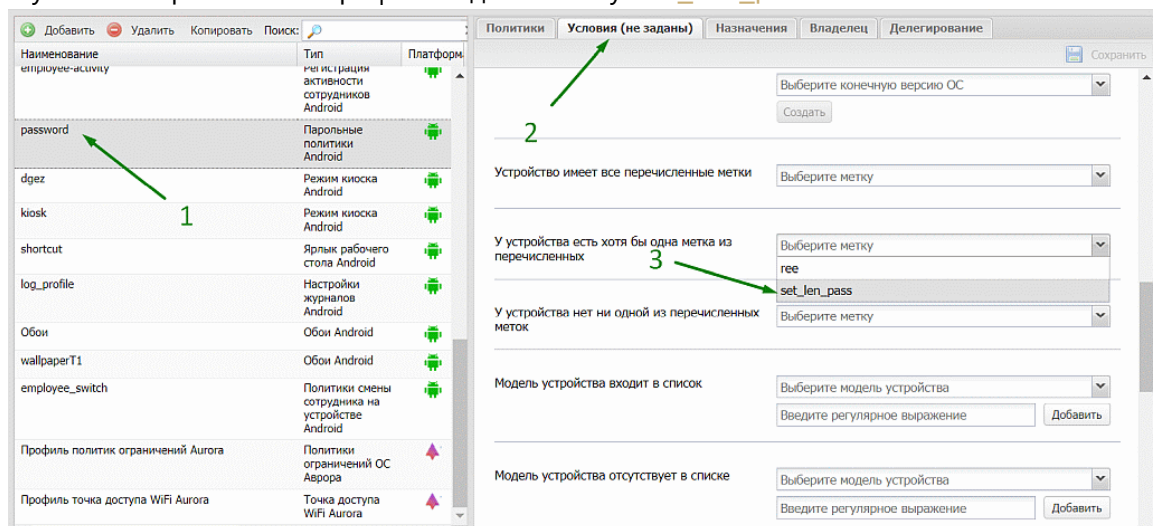 Добавить Удалить Копировать Поиск:
Наименование Тип Платформ
employee-activity Регистрация
активности
сотрудников
Android
password Парольные
политики
Android
dgez Режим киоска
Android
kiosk Режим киоска
Android
shortcut Ярлык рабочего
стола Android
log_profile Настройки
журналов
Android
Обои Обои Android
wallpaperT1 Обои Android
employee_switch Политики смены
сотрудника на
устройстве
Android
Профиль политик ограничений Aurora Политики
ограничений ОС
Аврора
Профиль точка доступа WiFi Aurora Точка доступа
WiFi Aurora
1
Политики Условия (не заданы) Назначения Владелец Делегирование
Сохранить
Выберите конечную версию ОС
Создать
2
Устройство имеет все перечисленные метки Выберите метку
У устройства есть хотя бы одна метка из
перечисленных
Выберите метку
3
ree
set_len_pass
У устройства нет ни одной из перечисленных
меток
Выберите метку
Модель устройства входит в список Выберите модель устройства
Введите регулярное выражение Добавить
Модель устройства отсутствует в списке Выберите модель устройства
Введите регулярное выражение Добавить